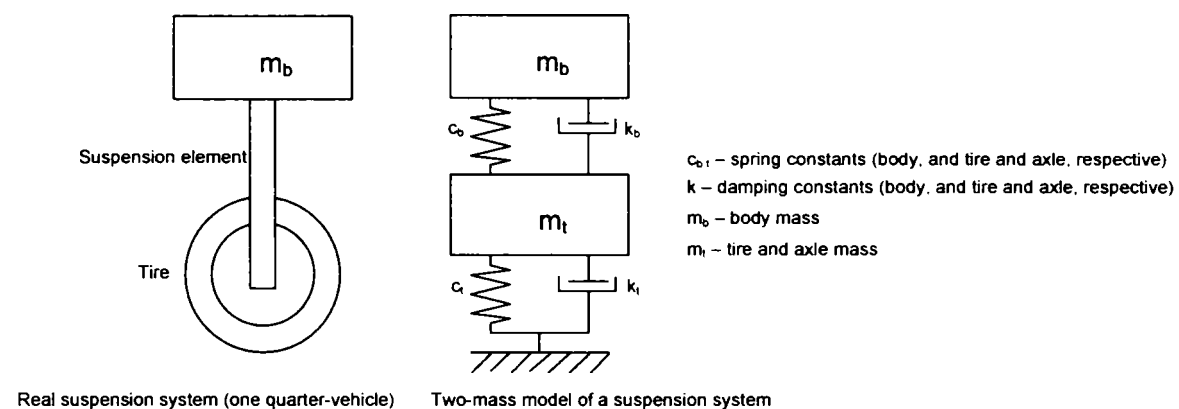 m_b
Suspension element
Tire
m_b
c_b
k_b
m_t
c_t
k_t
c_b t – spring constants (body, and tire and axle, respective)
k – damping constants (body, and tire and axle, respective)
m_b – body mass
m_t – tire and axle mass
Real suspension system (one quarter-vehicle)
Two-mass model of a suspension system